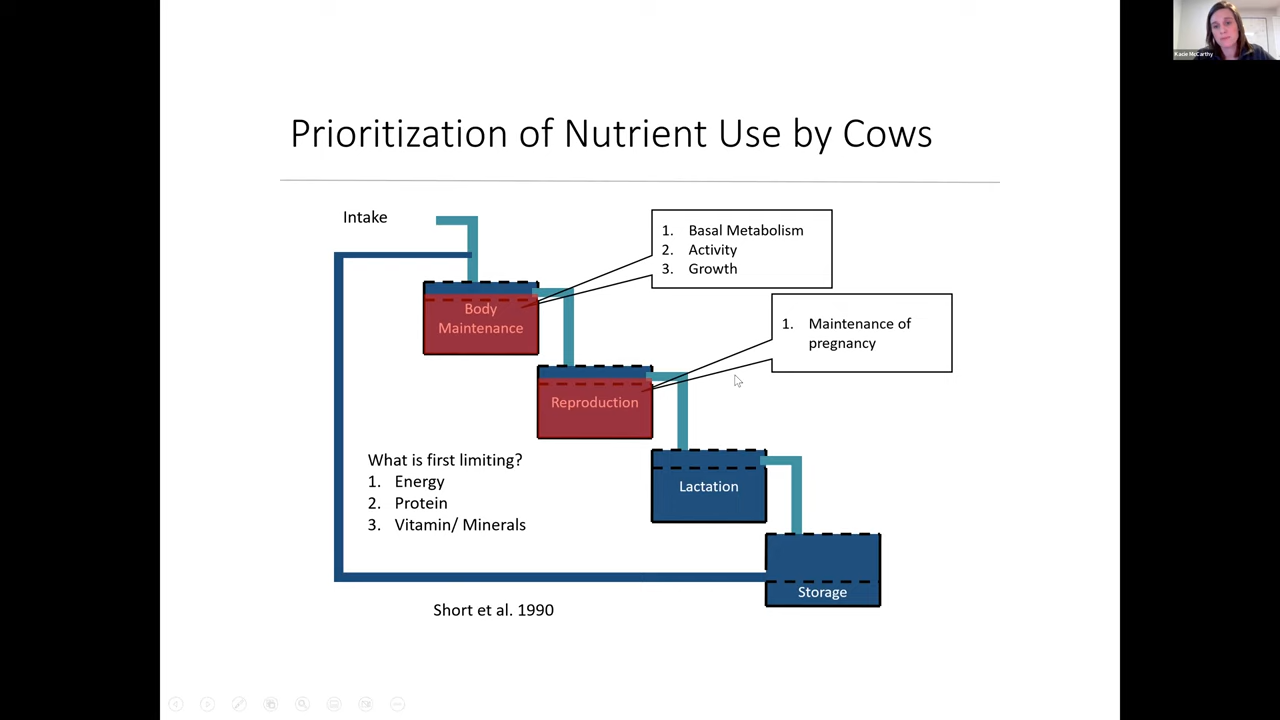 Kacie McCarthy
Prioritization of Nutrient Use by Cows
Intake
1. Basal Metabolism
2. Activity
3. Growth
Body
Maintenance
1. Maintenance of
pregnancy
Reproduction
What is first limiting?
1. Energy
2. Protein
3. Vitamin/ Minerals
Lactation
Storage
Short et al. 1990